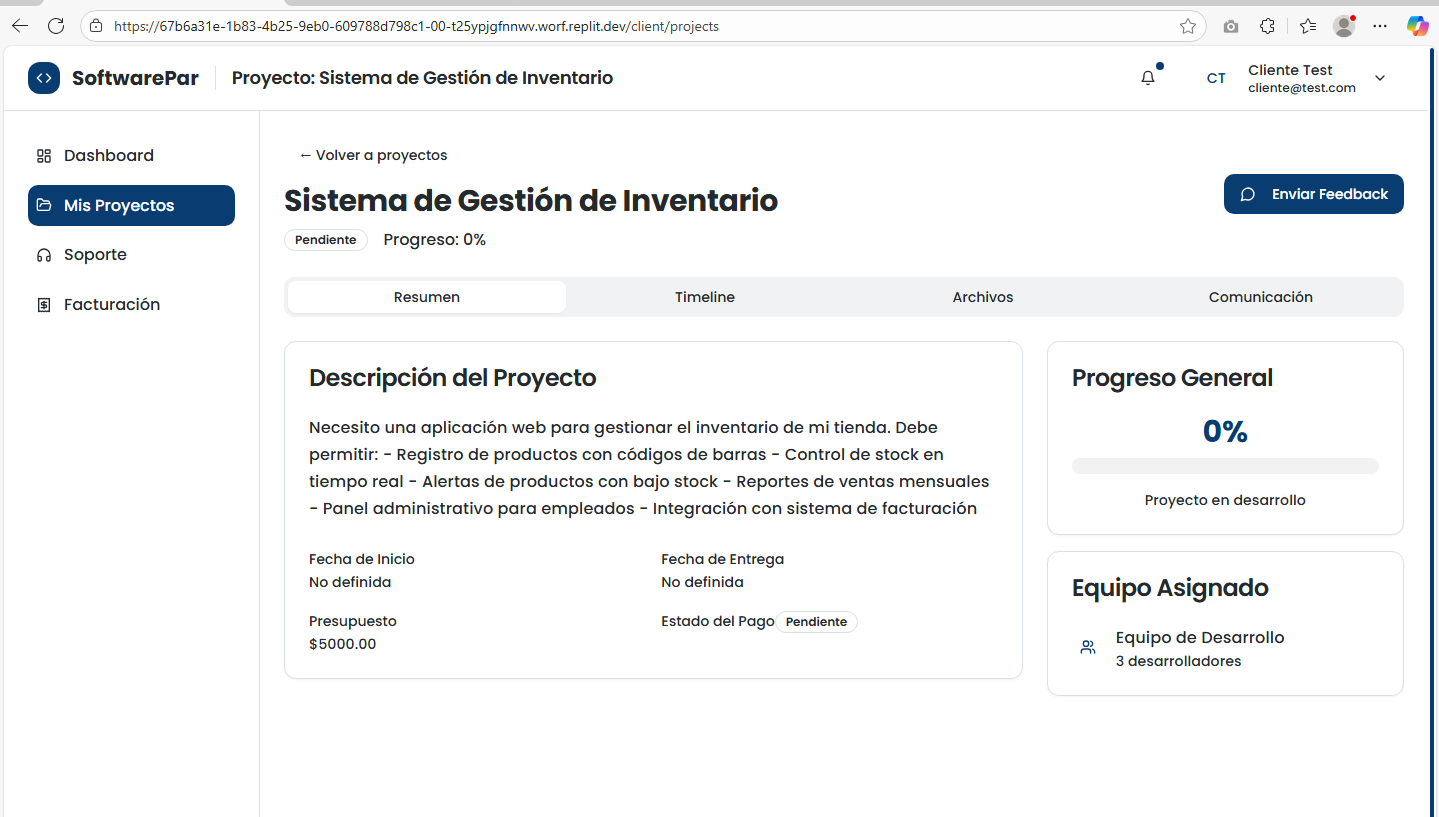 https://67b6a31e-1b83-4b25-9eb0-609788d798c1-00-t25ypjgfnnwv.worf.replit.dev/client/projects
SoftwarePar
Proyecto: Sistema de Gestión de Inventario
CT
Cliente Test
cliente@test.com
Dashboard
Mis Proyectos
Soporte
Facturación
← Volver a proyectos
Sistema de Gestión de Inventario
Enviar Feedback
Pendiente
Progreso: 0%
Resumen
Timeline
Archivos
Comunicación
Descripción del Proyecto
Necesito una aplicación web para gestionar el inventario de mi tienda. Debe
permitir: - Registro de productos con códigos de barras - Control de stock en
tiempo real - Alertas de productos con bajo stock - Reportes de ventas mensuales
- Panel administrativo para empleados - Integración con sistema de facturación
Fecha de Inicio
No definida
Fecha de Entrega
No definida
Presupuesto
$5000.00
Estado del Pago
Pendiente
Progreso General
0%
Proyecto en desarrollo
Equipo Asignado
Equipo de Desarrollo
3 desarrolladores